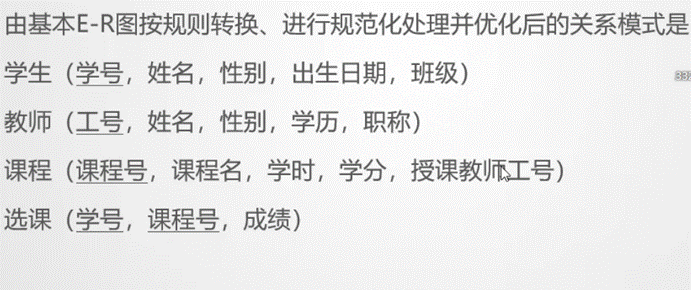 由基本E-R图按规则转换、进行规范化处理并优化后的关系模式是
学生（学号，姓名，性别，出生日期，班级）
教师（工号，姓名，性别，学历，职称）
课程（课程号，课程名，学时，学分，授课教师工号）
选课（学号，课程号，成绩）